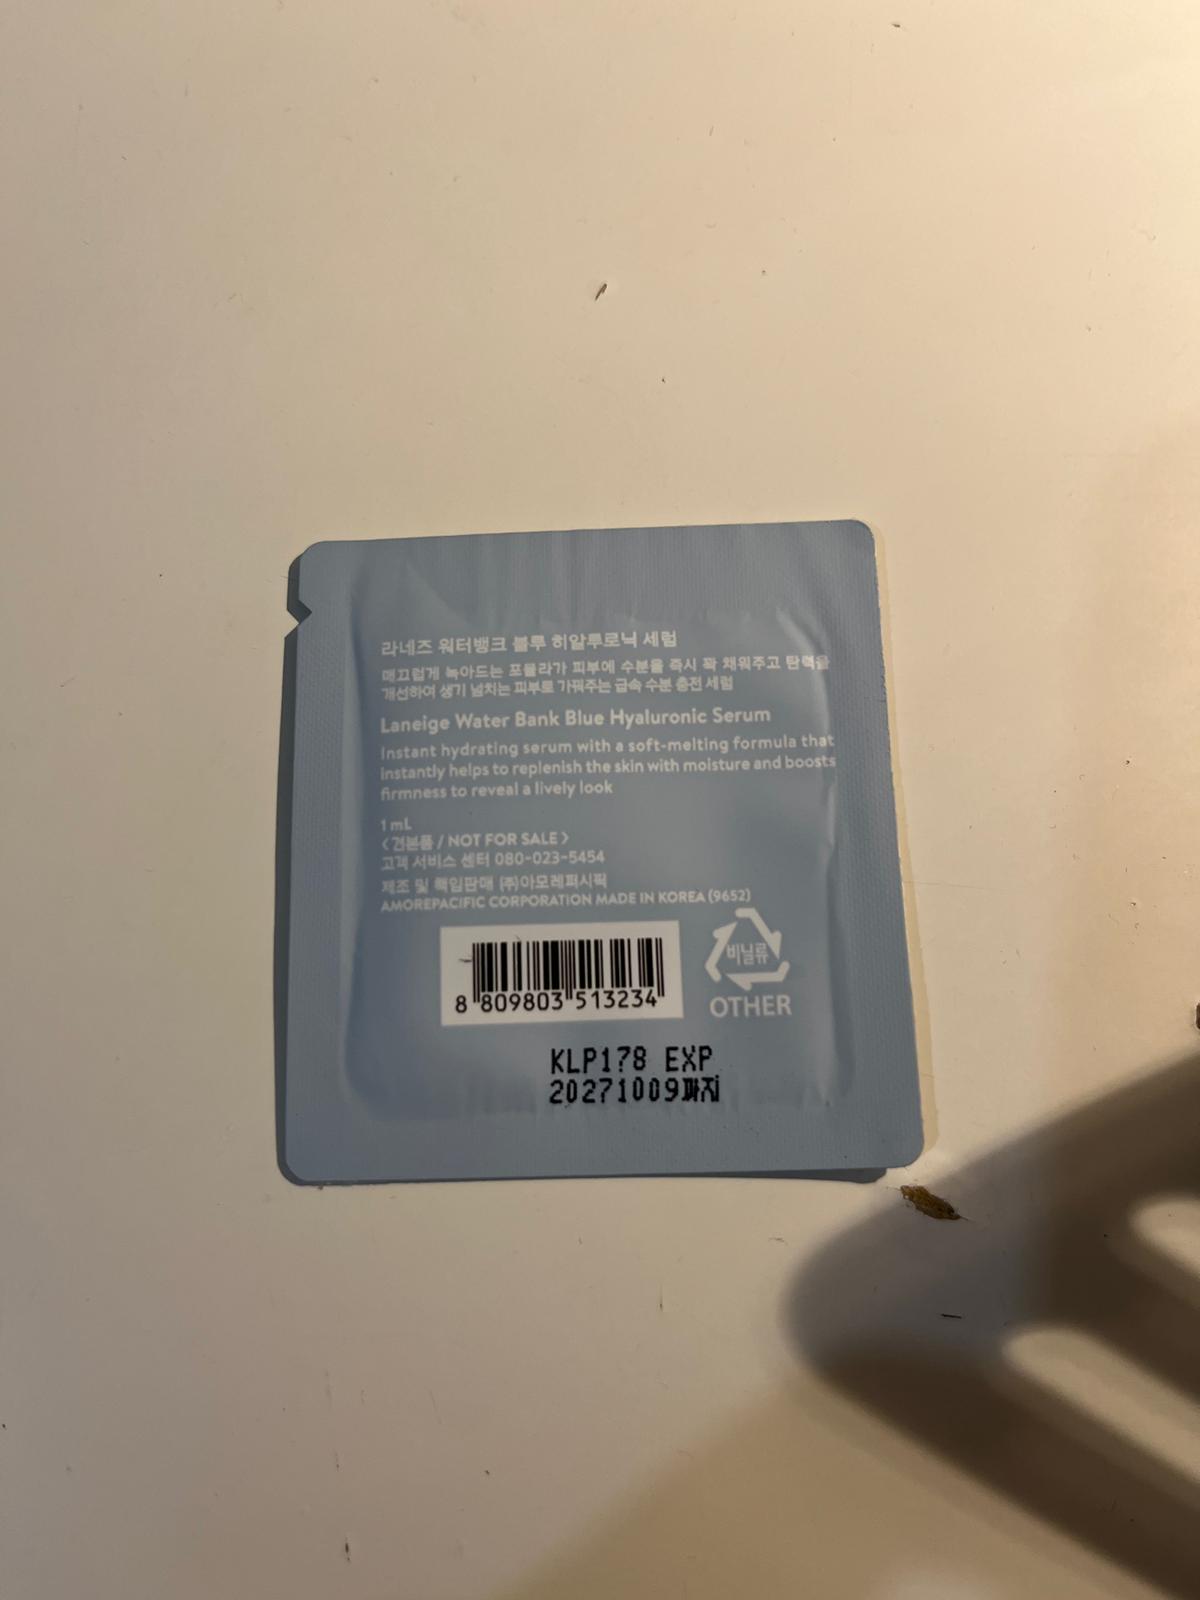 라네즈 워터뱅크 블루 히알루로닉 세럼
매끄럽게 녹아드는 포뮬라가 피부에 수분을 즉시 꽉 채워주고 탄력을
개선하여 생기 넘치는 피부로 가꿔주는 급속 수분 충전 세럼
Laneige Water Bank Blue Hyaluronic Serum
Instant hydrating serum with a soft-melting formula that
instantly helps to replenish the skin with moisture and boosts
firmness to reveal a lively look
1 mL
<견본품 / NOT FOR SALE>
고객 서비스 센터 080-023-5454
제조 및 책임판매 (주)아모레퍼시픽
AMOREPACIFIC CORPORATION MADE IN KOREA (9652)
비닐류
OTHER
8 809803 513234
KLP178 EXP
20271009까지